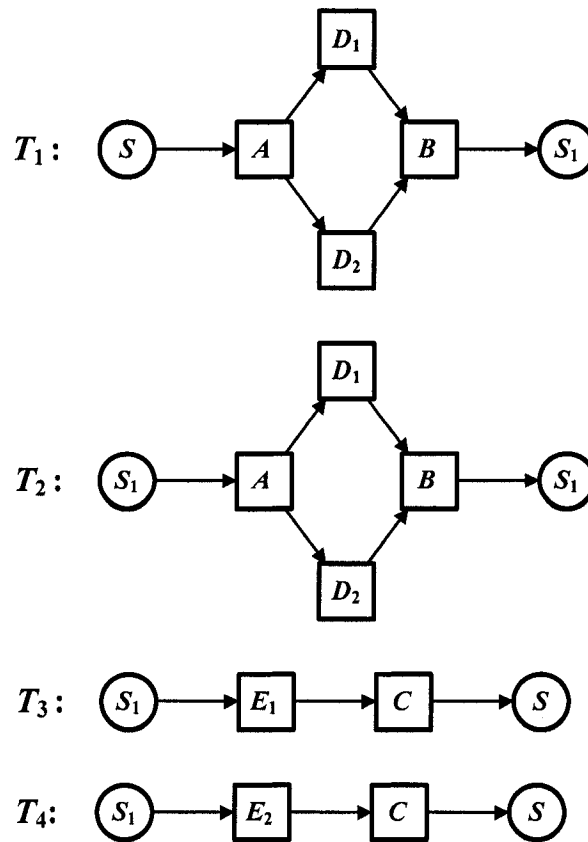 D₁
T₁: S A B S₁
D₂
D₁
T₂: S₁ A B S₁
D₂
T₃: S₁ E₁ C S
T₄: S₁ E₂ C S